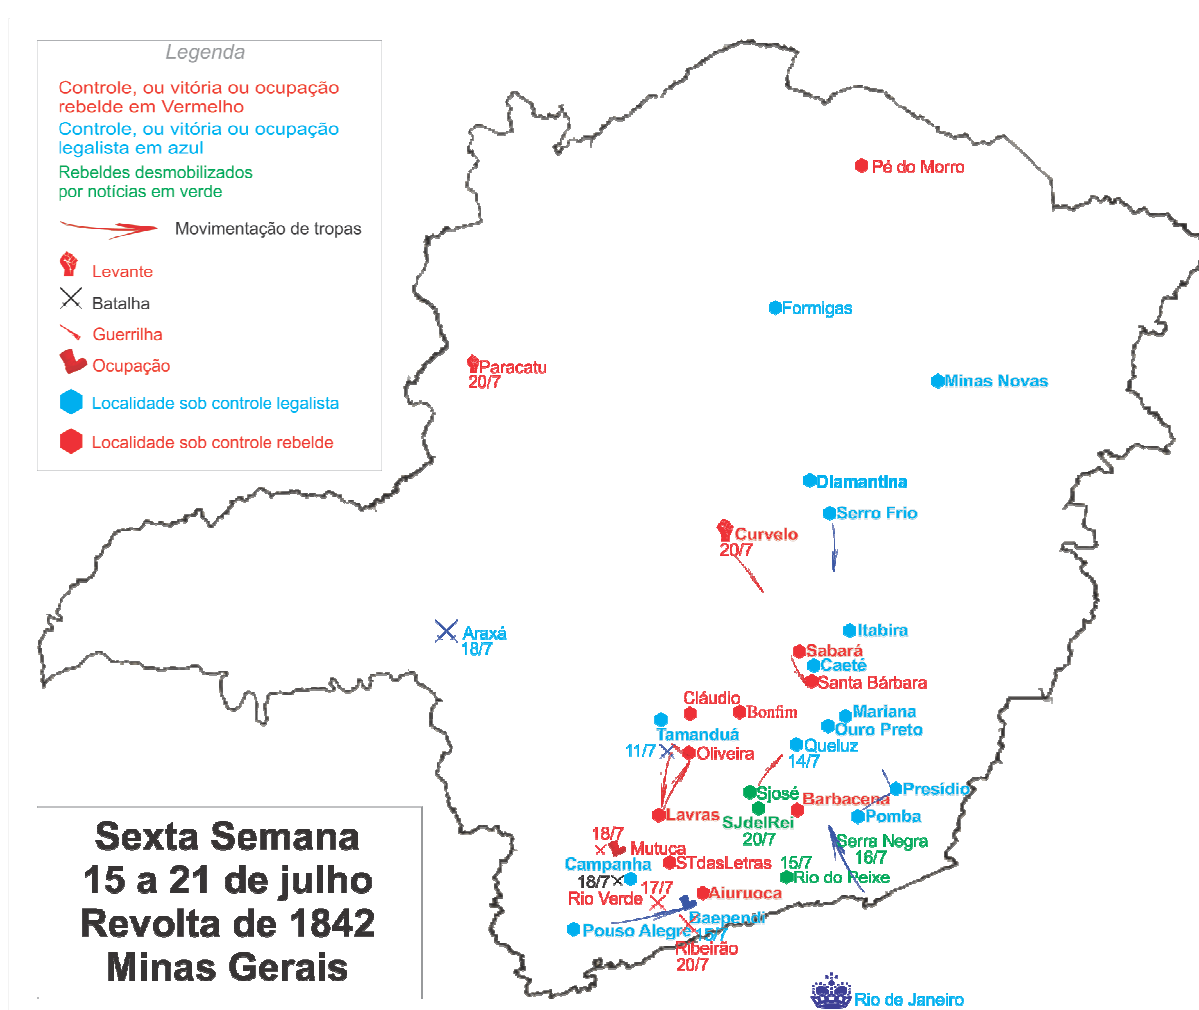 Legenda
Controle, ou vitória ou ocupação
rebelde em Vermelho
Controle, ou vitória ou ocupação
legalista em azul
Rebeldes desmobilizados
por notícias em verde
Movimentação de tropas
Levante
Batalha
Guerrilha
Ocupação
Localidade sob controle legalista
Localidade sob controle rebelde
Pé do Morro
Formigas
Paracatu
20/7
Minas Novas
Diamantina
Serro Frio
Curvelo
20/7
Itabira
Araxá
18/7
Sabará
Caeté
Santa Bárbara
Cláudio
Bonfim
Mariana
Tamanduá
Ouro Preto
11/7
Oliveira
Queluz
14/7
Sjosé
Presídio
Barbacena
Lavras
SJdelRei
20/7
Pomba
18/7
Mutuca
Serra Negra
16/7
Campanha
18/7
STdasLetras
15/7
Rio do Peixe
Rio Verde
17/7
Aiuruoca
Baependi
15/7
Pouso Alegre
Ribeirão
20/7
Rio de Janeiro
Sexta Semana
15 a 21 de julho
Revolta de 1842
Minas Gerais